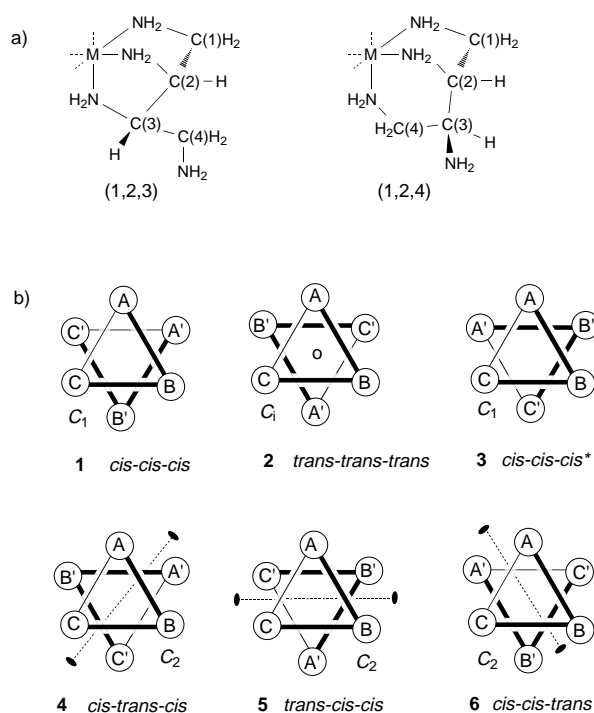 a)
NH2 C(1)H2
M NH2 C(2)–H
H2N C(3) C(4)H2
H NH2
(1,2,3)
NH2 C(1)H2
M NH2 C(2)–H
H2N
H2C(4) C(3) H
NH2
(1,2,4)
b)
A
C' A'
C B
C1 B'
1 cis-cis-cis
A
B' C'
o
C B
Ci A'
2 trans-trans-trans
A
A' B'
C B
C1 C'
3 cis-cis-cis*
A
B' A'
C B
C' C2
4 cis-trans-cis
A
C' B'
C B
A' C2
5 trans-cis-cis
A
A' C'
C B
C2 B'
6 cis-cis-trans